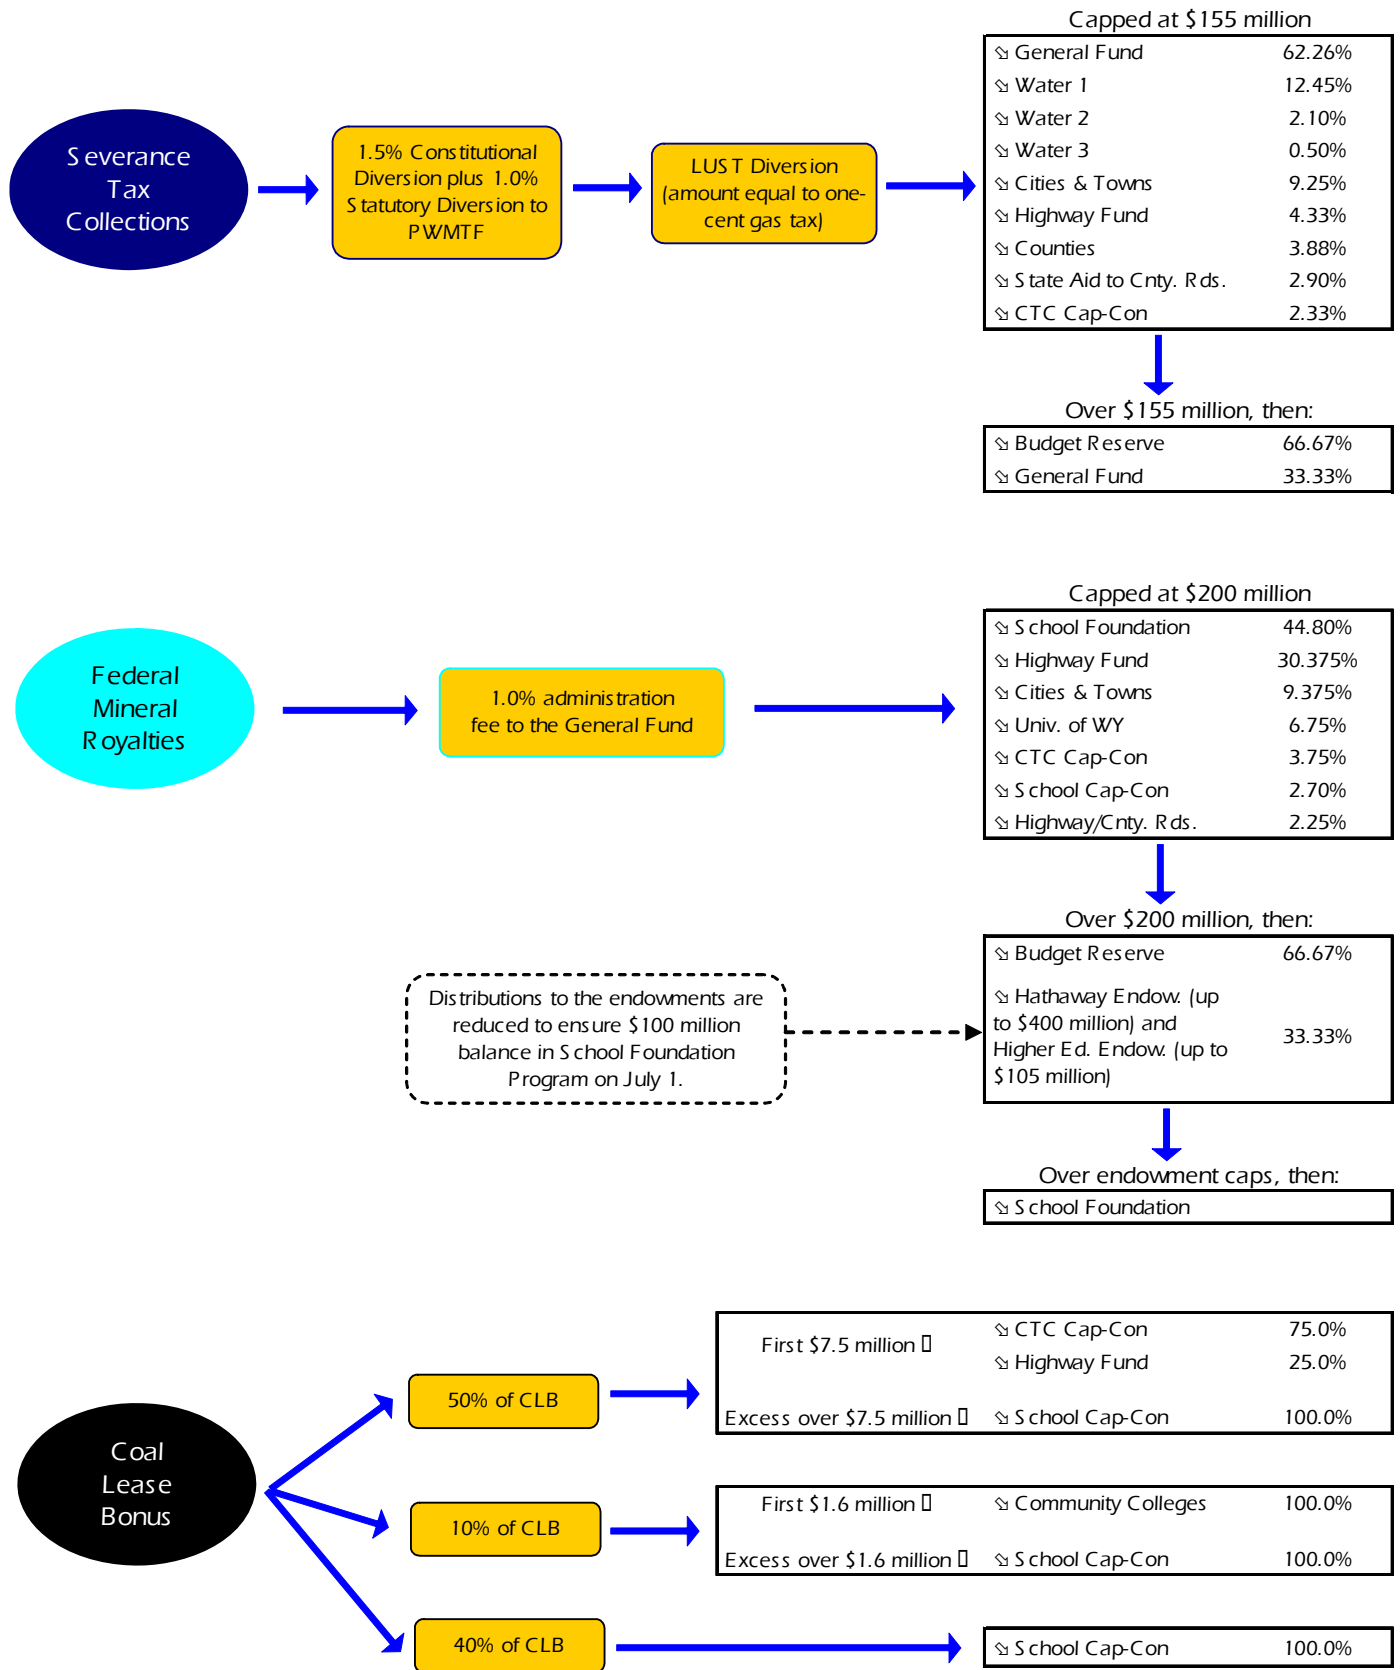 Severance
Tax
Collections
1.5% Constitutional
Diversion plus 1.0%
Statutory Diversion to
PWMTF
LUST Diversion
(amount equal to one-
cent gas tax)
Capped at $155 million
⇘ General Fund 62.26%
⇘ Water 1 12.45%
⇘ Water 2 2.10%
⇘ Water 3 0.50%
⇘ Cities & Towns 9.25%
⇘ Highway Fund 4.33%
⇘ Counties 3.88%
⇘ State Aid to Cnty. Rds. 2.90%
⇘ CTC Cap-Con 2.33%
Over $155 million, then:
⇘ Budget Reserve 66.67%
⇘ General Fund 33.33%
Federal
Mineral
Royalties
1.0% administration
fee to the General Fund
Capped at $200 million
⇘ School Foundation 44.80%
⇘ Highway Fund 30.375%
⇘ Cities & Towns 9.375%
⇘ Univ. of WY 6.75%
⇘ CTC Cap-Con 3.75%
⇘ School Cap-Con 2.70%
⇘ Highway/Cnty. Rds. 2.25%
Over $200 million, then:
⇘ Budget Reserve 66.67%
⇘ Hathaway Endow. (up
to $400 million) and
Higher Ed. Endow. (up to
$105 million)
33.33%
Distributions to the endowments are
reduced to ensure $100 million
balance in School Foundation
Program on July 1.
Over endowment caps, then:
⇘ School Foundation
Coal
Lease
Bonus
50% of CLB
First $7.5 million ▯
⇘ CTC Cap-Con 75.0%
⇘ Highway Fund 25.0%
Excess over $7.5 million ▯ ⇘ School Cap-Con 100.0%
10% of CLB
First $1.6 million ▯ ⇘ Community Colleges 100.0%
Excess over $1.6 million ▯ ⇘ School Cap-Con 100.0%
40% of CLB
⇘ School Cap-Con 100.0%